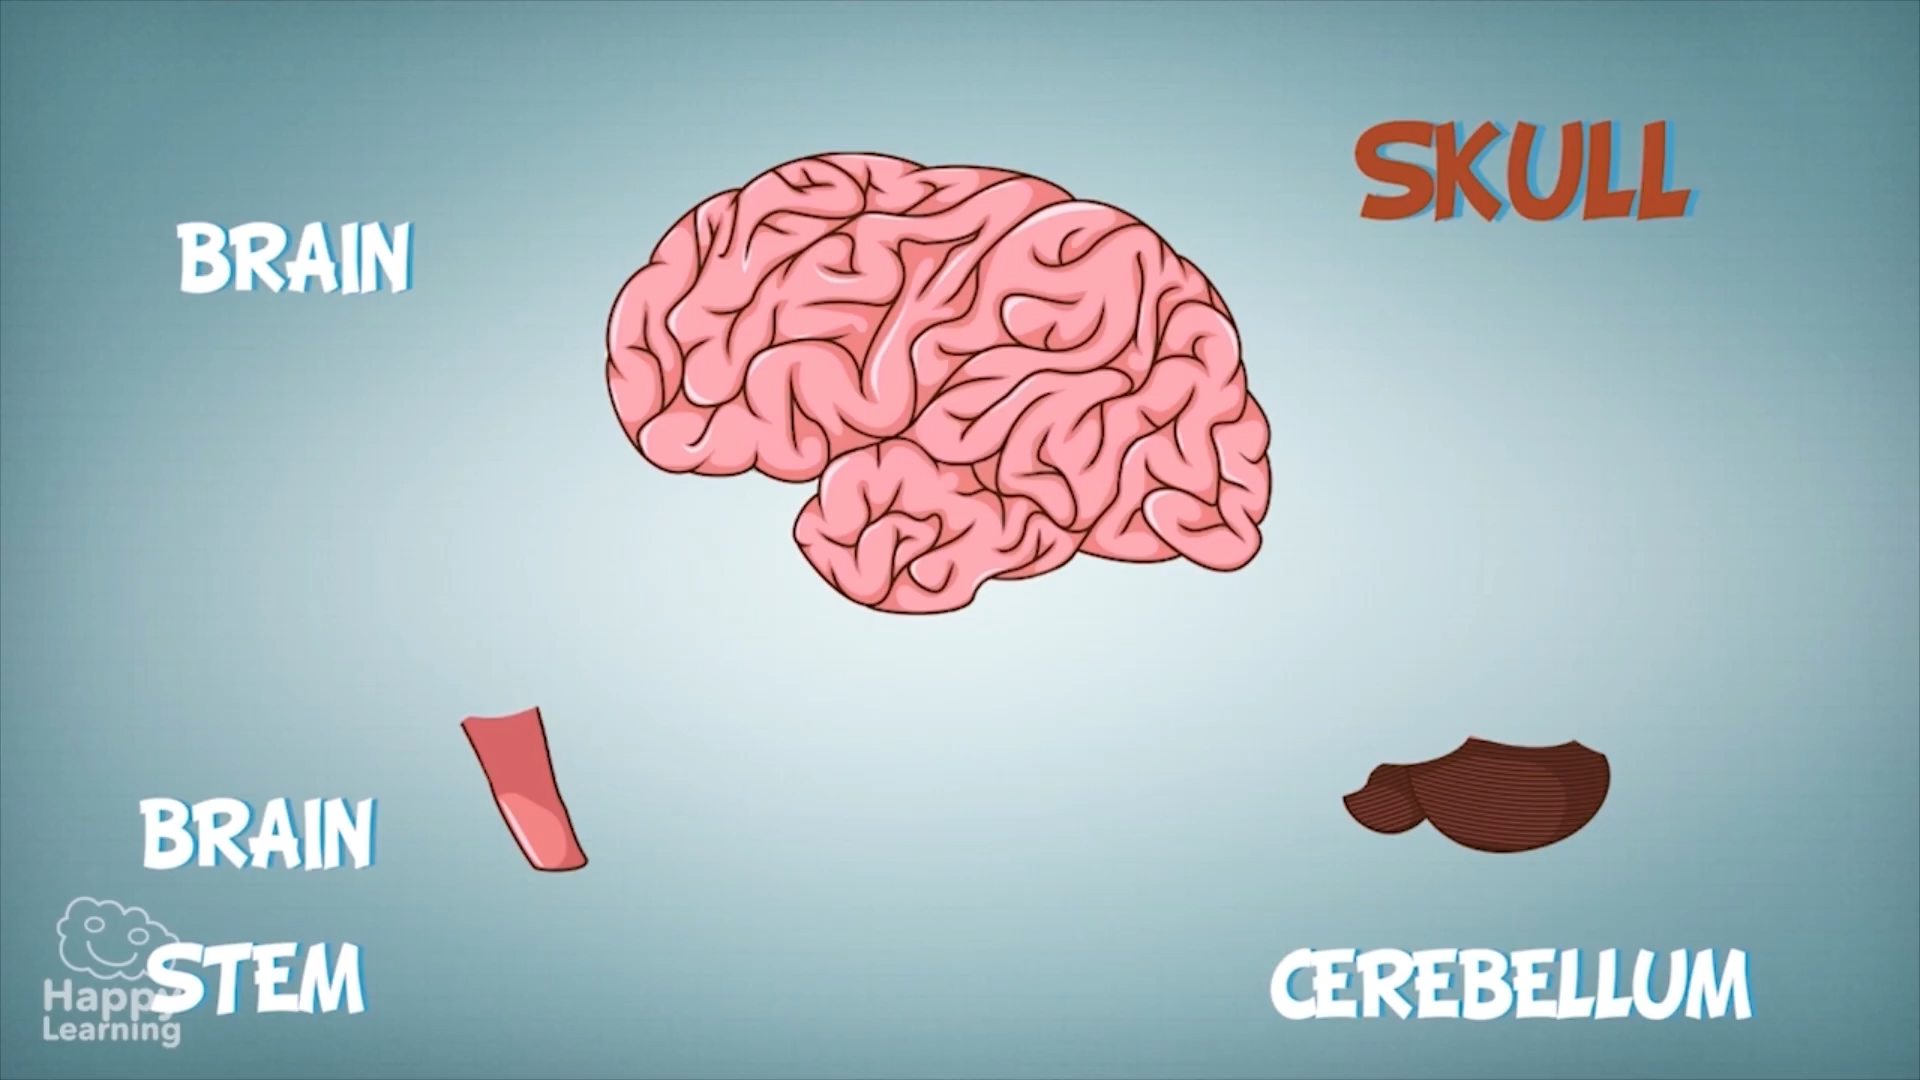 SKULL
BRAIN
BRAIN
STEM
CEREBELLUM
Happy
Learning